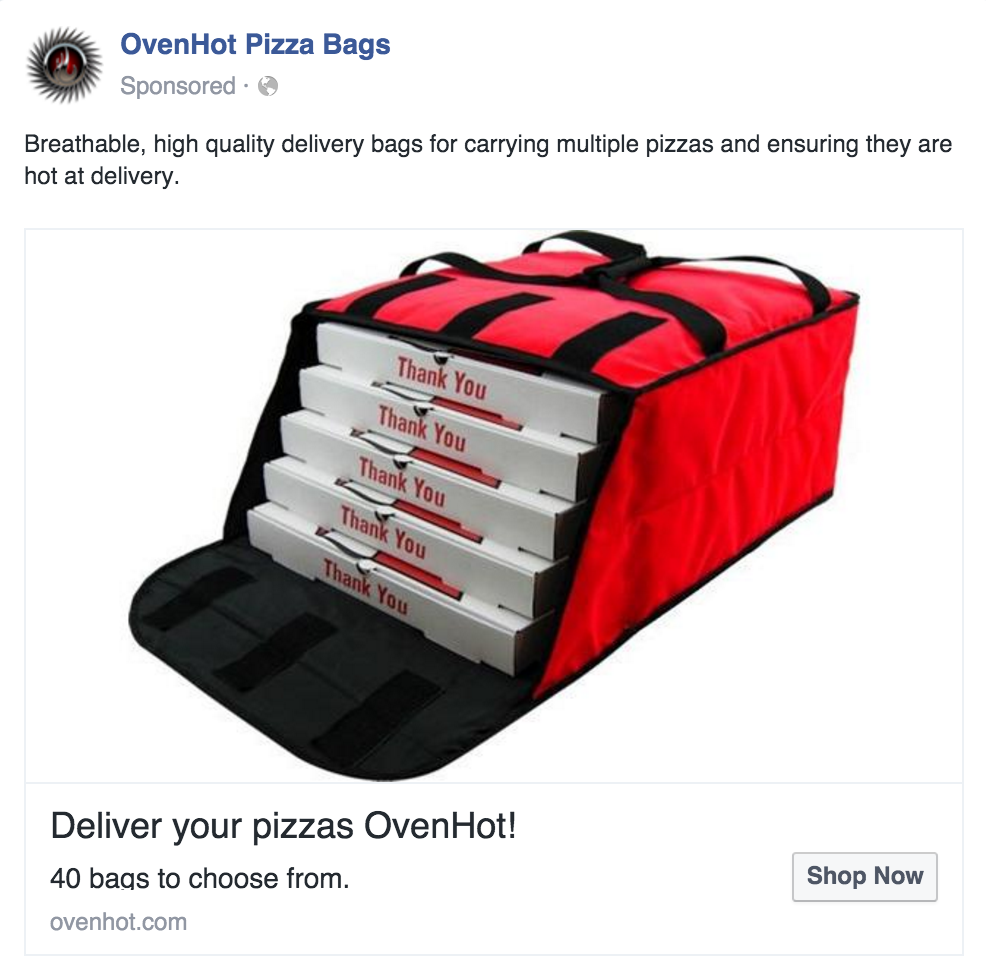 OvenHot Pizza Bags
Sponsored ·
Breathable, high quality delivery bags for carrying multiple pizzas and ensuring they are
hot at delivery.
Thank You
Thank You
Thank You
Thank You
Thank You
Deliver your pizzas OvenHot!
40 bags to choose from.
Shop Now
ovenhot.com